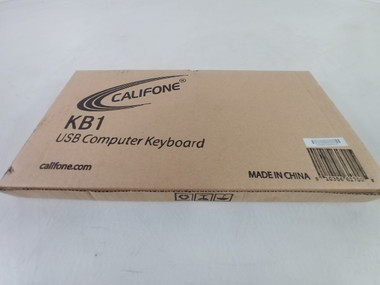 CALIFONE®
KB1
USB Computer Keyboard
califone.com
MADE IN CHINA